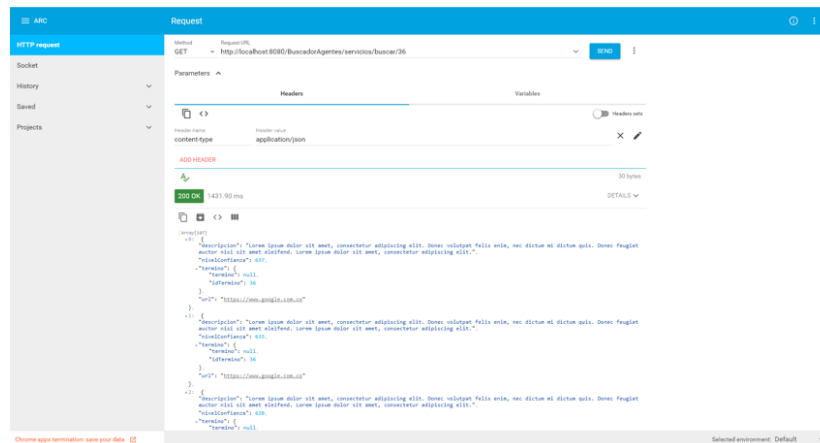 ARC
Request
HTTP request
Socket
History
Saved
Projects
Method
Request URL
GET
http://localhost:8080/BuscadorAgentes/servicios/buscar/36
SEND
Parameters
Headers
Variables
Headers sets
Header name
Header value
content-type
application/json
ADD HEADER
30 bytes
200 OK
1431.90 ms
DETAILS
{
"descripcion": "Lorem ipsum dolor sit amet, consectetur adipiscing elit. Donec volutpat felis enim, nec dictum mi dictum quis. Donec feugiat
auctor nisi sit amet eleifend. Lorem ipsum dolor sit amet, consectetur adipiscing elit.",
"nivelConfianza": 637,
"termino": {
"termino": null,
"idTermino": 36
},
"url": "https://www.google.com.co"
},
{
"descripcion": "Lorem ipsum dolor sit amet, consectetur adipiscing elit. Donec volutpat felis enim, nec dictum mi dictum quis. Donec feugiat
auctor nisi sit amet eleifend. Lorem ipsum dolor sit amet, consectetur adipiscing elit.",
"nivelConfianza": 633,
"termino": {
"termino": null,
"idTermino": 36
},
"url": "https://www.google.com.co"
},
-2: {
"descripcion": "Lorem ipsum dolor sit amet, consectetur adipiscing elit. Donec volutpat felis enim, nec dictum mi dictum quis. Donec feugiat
auctor nisi sit amet eleifend. Lorem ipsum dolor sit amet, consectetur adipiscing elit.",
"nivelConfianza": 628,
"termino": {
"termino": null,
Chrome apps termination: save your data
Selected environment: Default